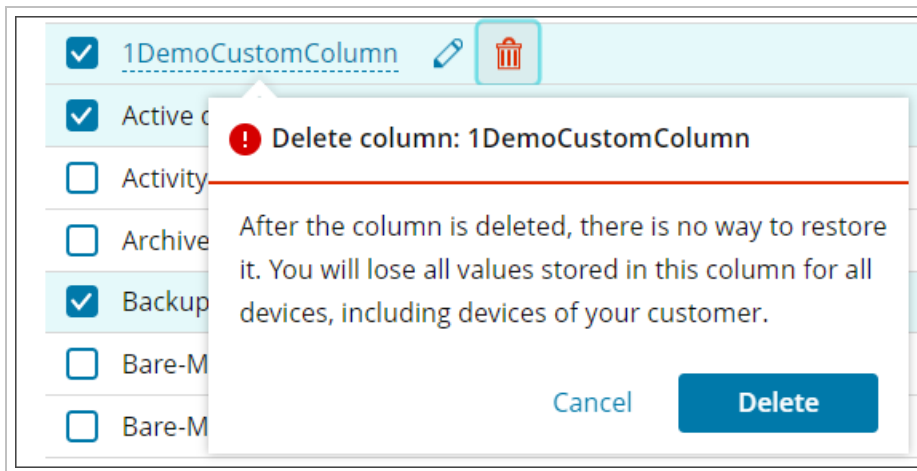 1DemoCustomColumn
Active
Delete column: 1DemoCustomColumn
Activity
After the column is deleted, there is no way to restore
Archive
it. You will lose all values stored in this column for all
Backup
devices, including devices of your customer.
Bare-M
Cancel Delete
Bare-M